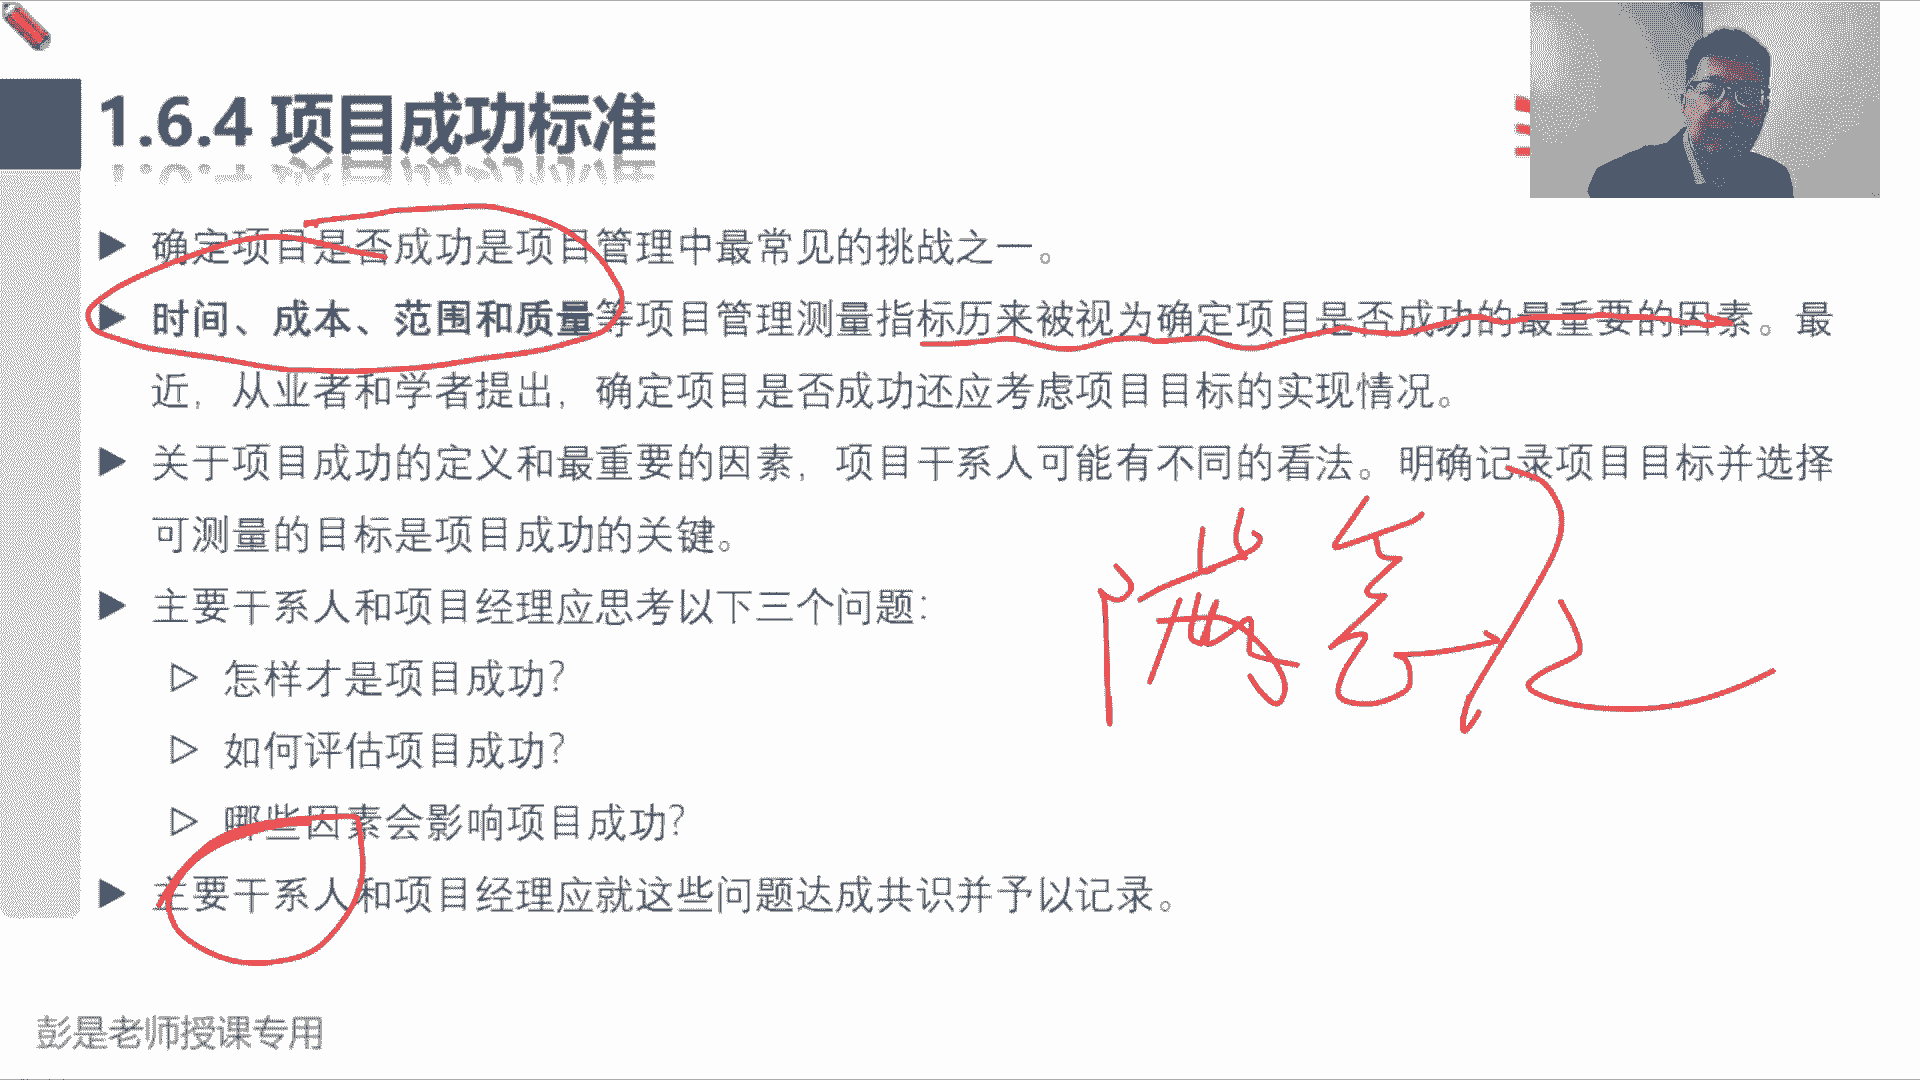 1.6.4 项目成功标准
确定项目是否成功是项目管理中最常见的挑战之一。
时间、成本、范围和质量等项目管理测量指标历来被视为确定项目是否成功的最重要的因素。最
近，从业者和学者提出，确定项目是否成功还应考虑项目目标的实现情况。
关于项目成功的定义和最重要的因素，项目干系人可能有不同的看法。明确记录项目目标并选择
可测量的目标是项目成功的关键。
主要干系人和项目经理应思考以下三个问题：
怎样才是项目成功？
如何评估项目成功？
哪些因素会影响项目成功？
主要干系人和项目经理应就这些问题达成共识并予以记录。
满意
彭是老师授课专用